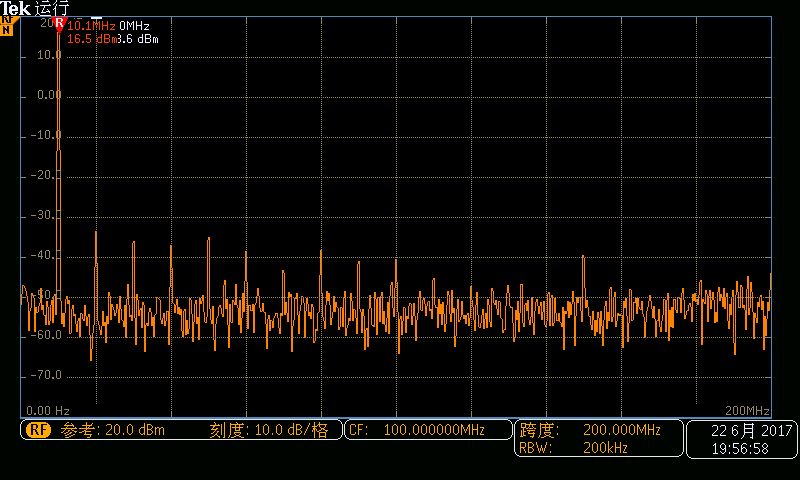 Tek 运行
R
N
R
10.1MHz
0MHz
16.5 dBm
3.6 dBm
20
10.0
0.00
-10.0
-20.0
-30.0
-40.0
-50.0
-60.0
-70.0
0.00 Hz
200MHz
RF 参考: 20.0 dBm 刻度: 10.0 dB/格
CF: 100.000000MHz
跨度: 200.000MHz
RBW: 200kHz
22 6月 2017
19:56:58